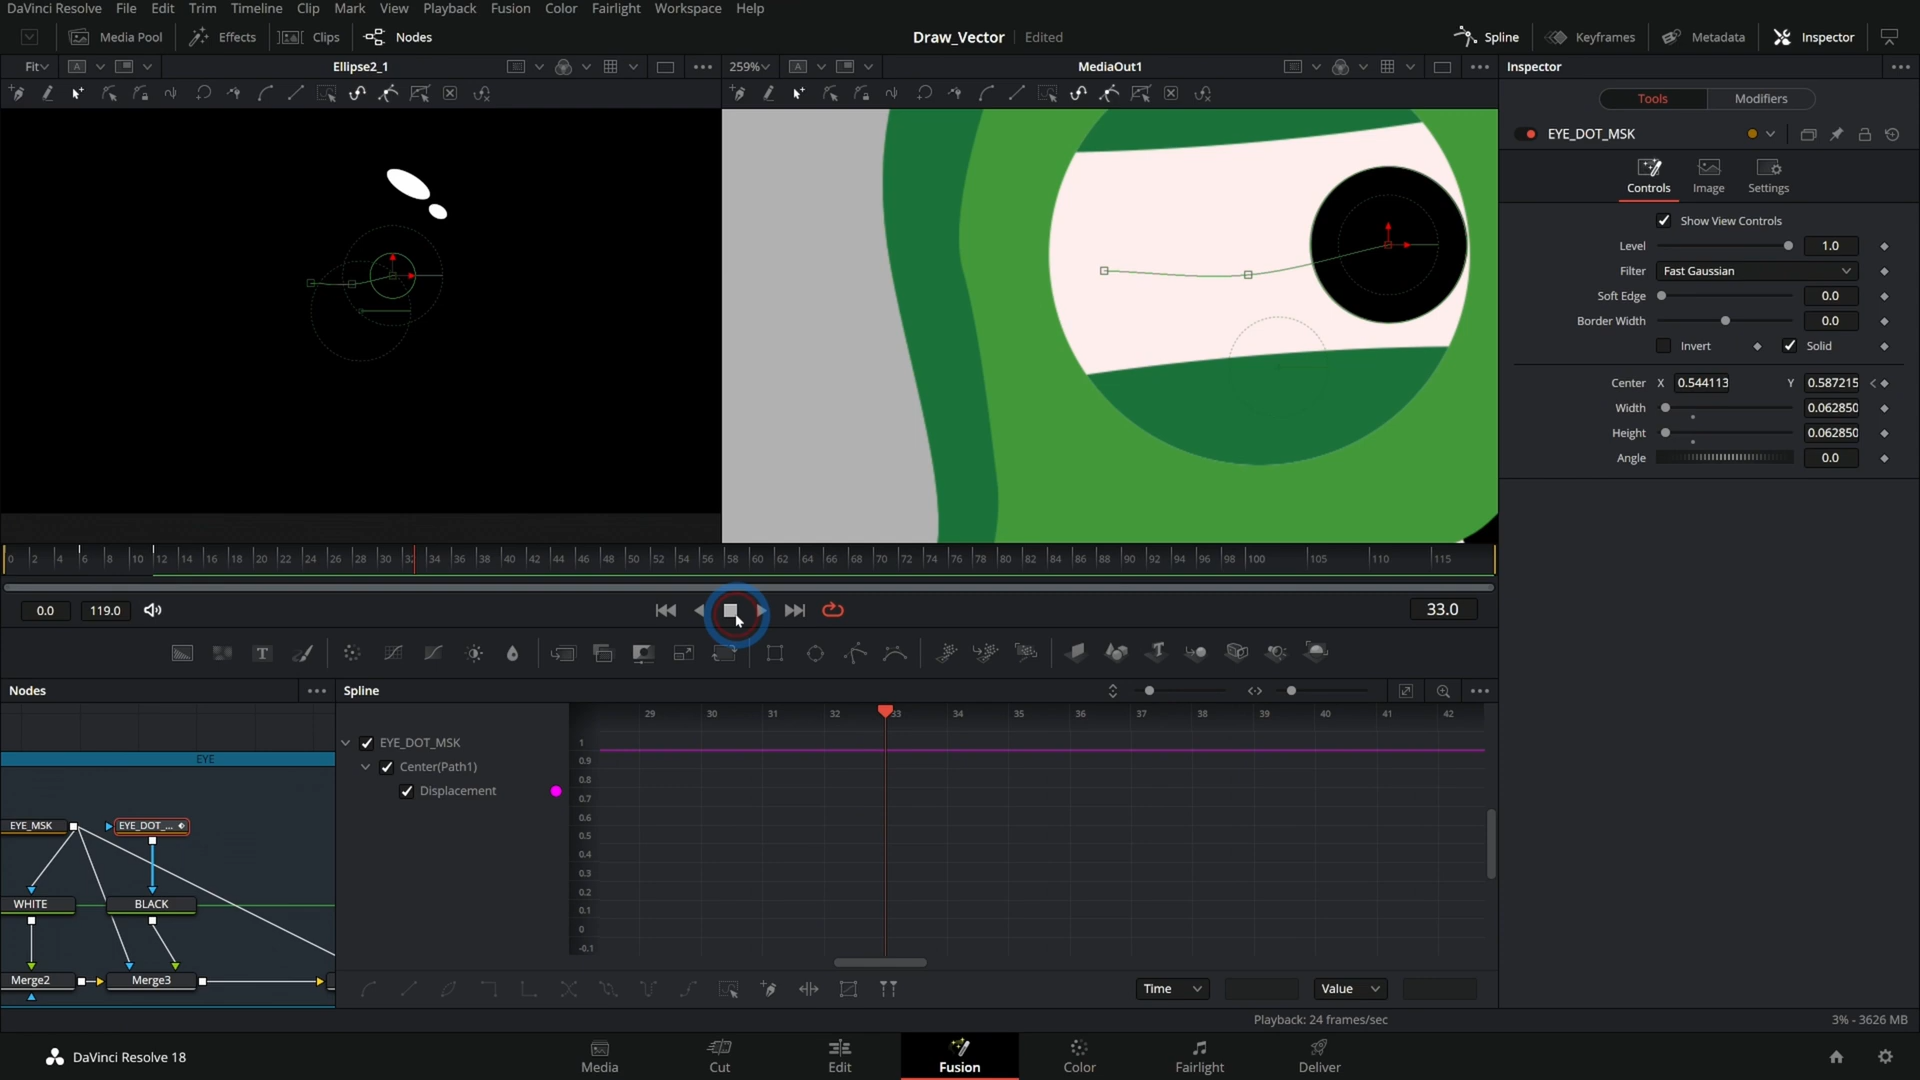 DaVinci Resolve File Edit Trim Timeline Clip Mark View Playback Fusion Color Fairlight Workspace Help
Media Pool Effects Clips Nodes Draw_Vector Edited Spline Keyframes Metadata Inspector
Fit A Ellipse2_1 259% A MediaOut1 Inspector
Tools Modifiers
EYE_DOT_MSK
Controls Image Settings
Show View Controls
Level 1.0
Filter Fast Gaussian
Soft Edge 0.0
Border Width 0.0
Invert Solid
Center X 0.544113 Y 0.587215
Width 0.062850
Height 0.062850
Angle 0.0
0 2 4 6 8 10 12 14 16 18 20 22 24 26 28 30 34 36 38 40 42 44 46 48 50 52 54 56 58 60 62 64 66 68 70 72 74 76 78 80 82 84 86 88 90 92 94 96 98 100 105 110 115
0.0 119.0 33.0
T T
Nodes Spline
29 30 31 32 33 34 35 36 37 38 39 40 41 42
EYE_DOT_MSK
Center(Path1)
Displacement
1
0.9
0.8
0.7
0.6
0.5
0.4
0.3
0.2
0.1
0
-0.1
EYE
EYE_MSK EYE_DOT_...
WHITE BLACK
Merge2 Merge3
Time Value
Playback: 24 frames/sec 3% - 3626 MB
DaVinci Resolve 18 Media Cut Edit Fusion Color Fairlight Deliver